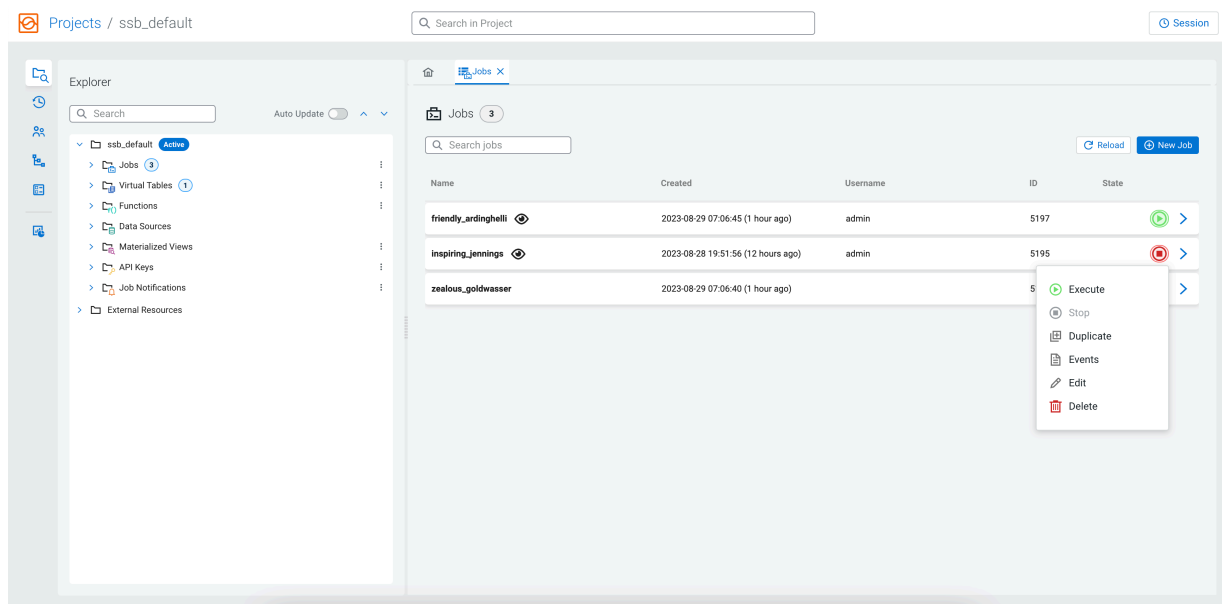 Projects / ssb_default
Search in Project
Session
Explorer
Search
Auto Update
ssb_default Active
Jobs 3
Virtual Tables 1
Functions
Data Sources
Materialized Views
API Keys
Job Notifications
External Resources
Jobs
Jobs 3
Search jobs
Reload
New Job
Name Created Username ID State
friendly_ardinghelli 2023-08-29 07:06:45 (1 hour ago) admin 5197
inspiring_jennings 2023-08-28 19:51:56 (12 hours ago) admin 5195
zealous_goldwasser 2023-08-29 07:06:40 (1 hour ago)
Execute
Stop
Duplicate
Events
Edit
Delete